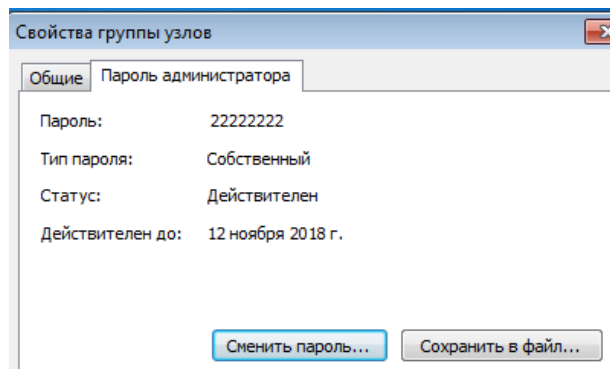 Свойства группы узлов
Общие Пароль администратора
Пароль: 22222222
Тип пароля: Собственный
Статус: Действителен
Действителен до: 12 ноября 2018 г.
Сменить пароль... Сохранить в файл...